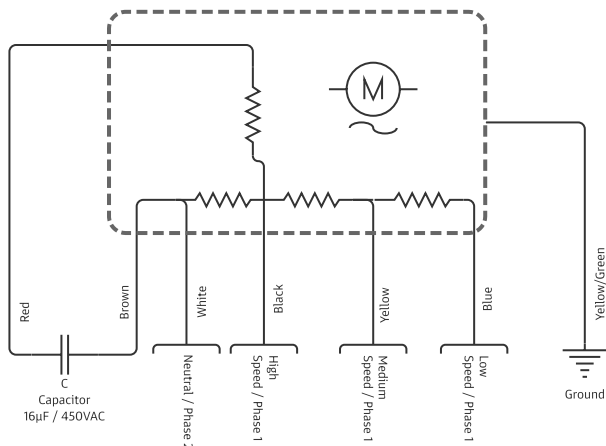 M
Red
Brown
White
Black
Yellow
Blue
Yellow/Green
C
Capacitor
16µF / 450VAC
Neutral / Phase 2
High
Speed / Phase 1
Medium
Speed / Phase 1
Low
Speed / Phase 1
Ground